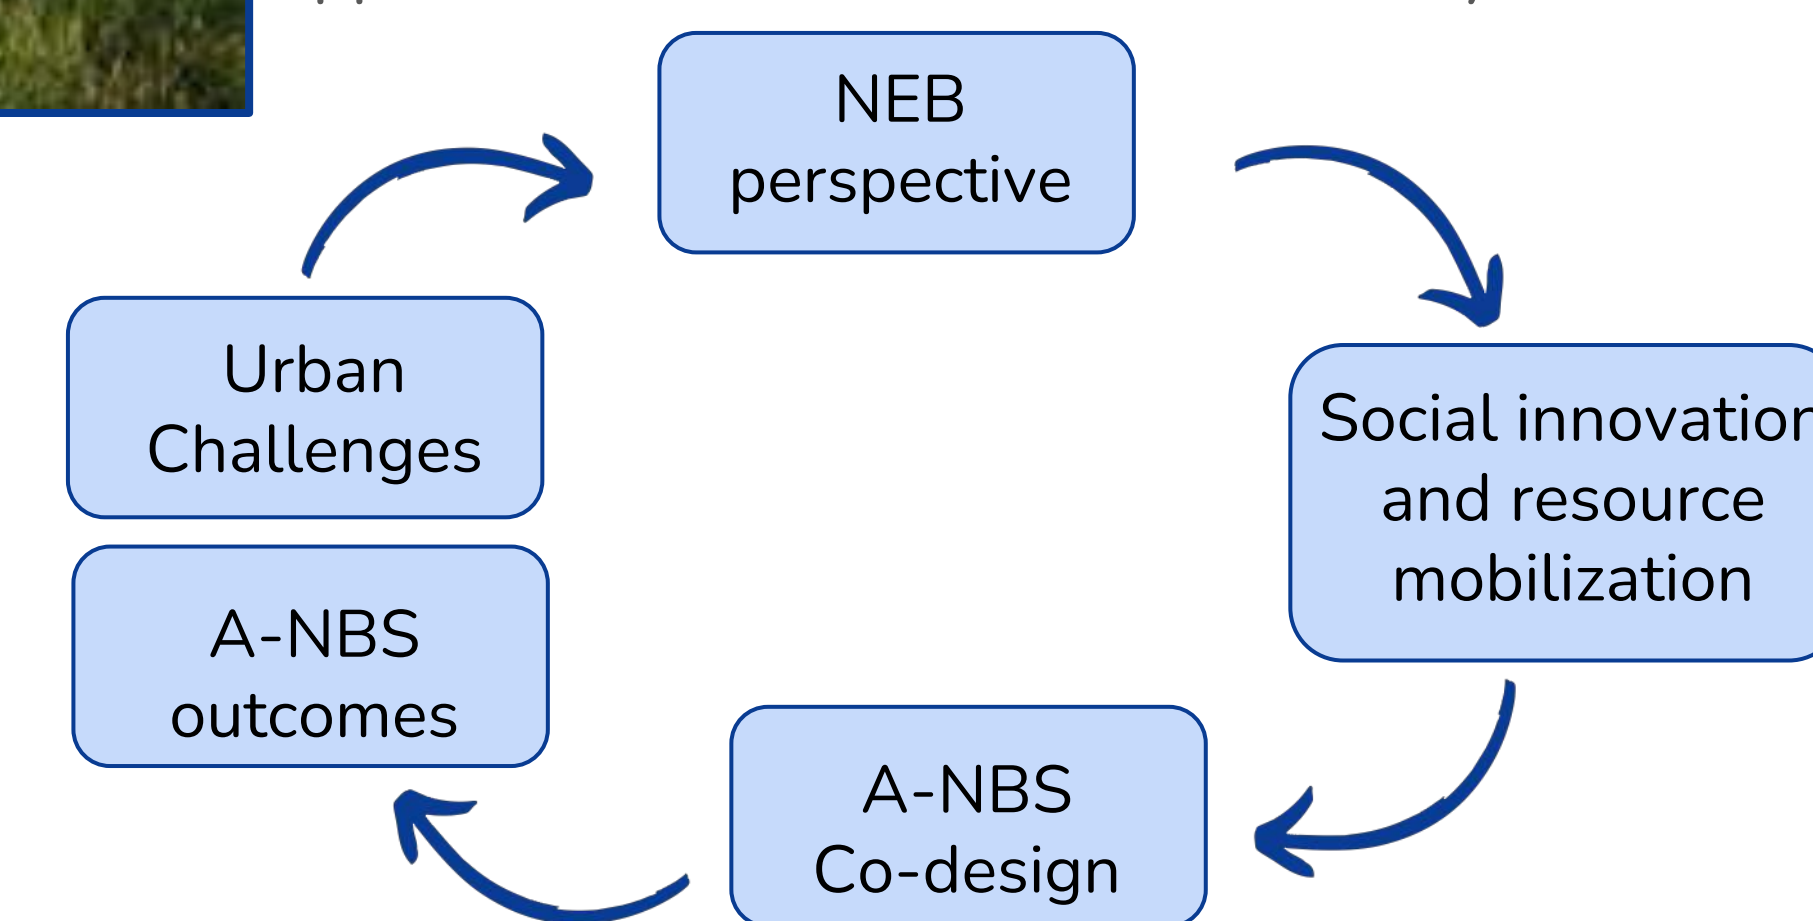 NEB
perspective
Urban
Challenges
Social innovation
and resource
mobilization
A-NBS
outcomes
A-NBS
Co-design